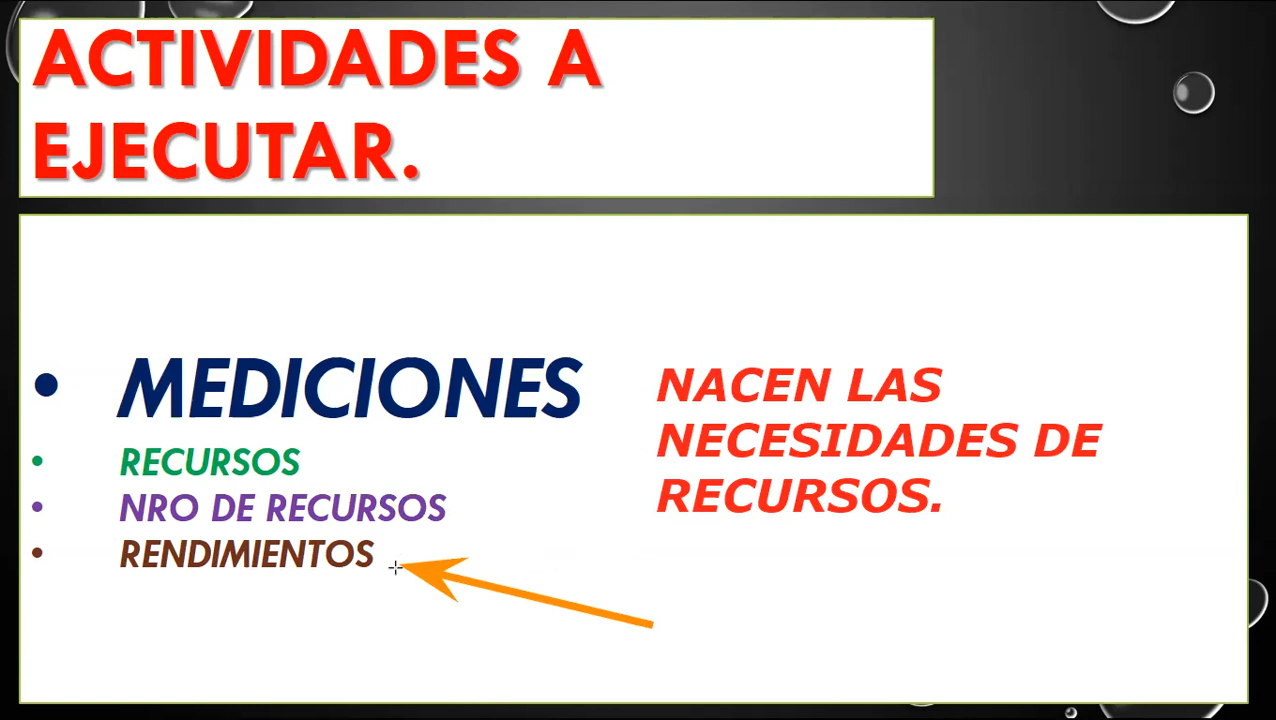 ACTIVIDADES A
EJECUTAR.
• MEDICIONES
• RECURSOS
• NRO DE RECURSOS
• RENDIMIENTOS
NACEN LAS
NECESIDADES DE
RECURSOS.